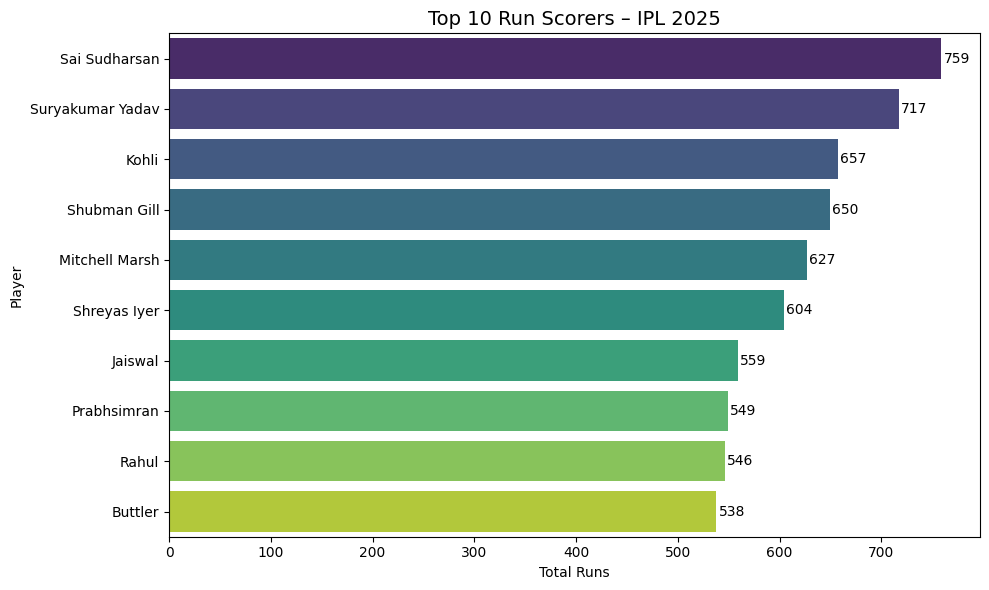 Top 10 Run Scorers – IPL 2025
Player
Sai Sudharsan 759
Suryakumar Yadav 717
Kohli 657
Shubman Gill 650
Mitchell Marsh 627
Shreyas Iyer 604
Jaiswal 559
Prabhsimran 549
Rahul 546
Buttler 538
0 100 200 300 400 500 600 700
Total Runs